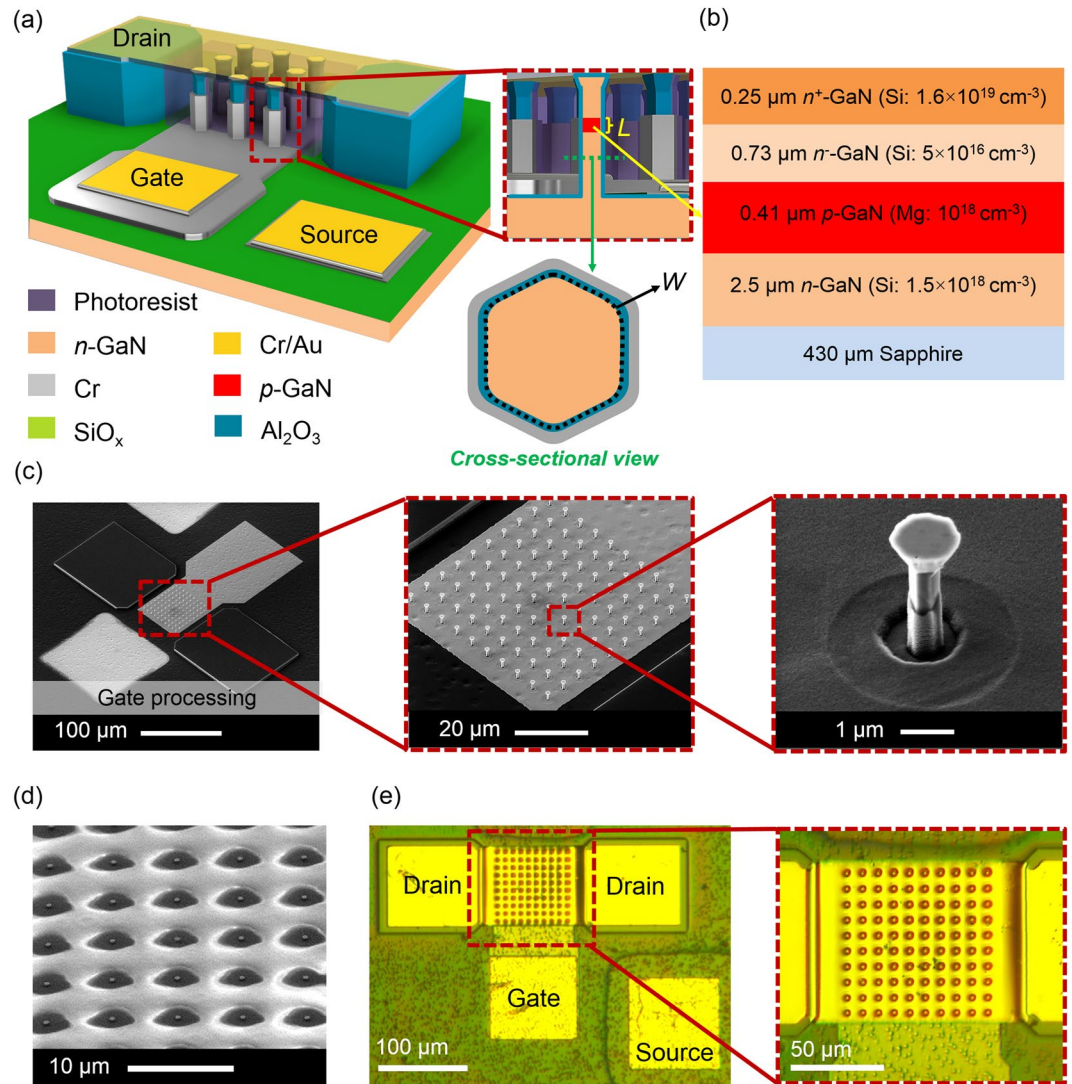 (a)
Drain
Gate
Source
L
W
Photoresist
n-GaN
Cr/Au
Cr
p-GaN
SiOₓ
Al₂O₃
Cross-sectional view
(b)
0.25 µm n⁺-GaN (Si: 1.6×10¹⁹ cm⁻³)
0.73 µm n⁻-GaN (Si: 5×10¹⁶ cm⁻³)
0.41 µm p-GaN (Mg: 10¹⁸ cm⁻³)
2.5 µm n-GaN (Si: 1.5×10¹⁸ cm⁻³)
430 µm Sapphire
(c)
Gate processing
100 µm
20 µm
1 µm
(d)
10 µm
(e)
Drain
Drain
Gate
Source
100 µm
50 µm